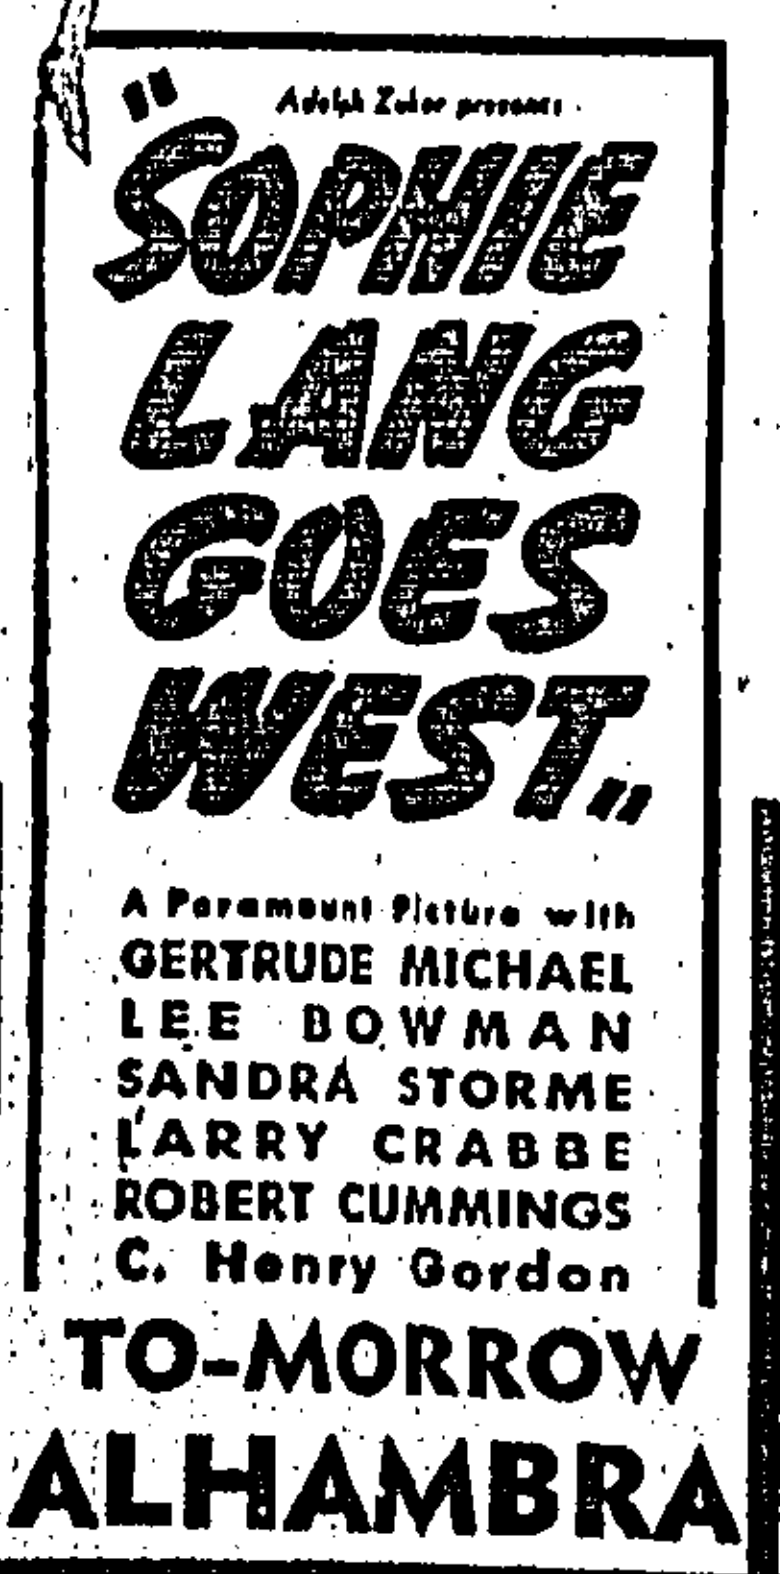 Adolph Zukor presents
"SOPHIE
LANG
GOES
WEST"
A Paramount Picture with
GERTRUDE MICHAEL
LEE BOWMAN
SANDRA STORME
LARRY CRABBE
ROBERT CUMMINGS
C. Henry Gordon
TO-MORROW
ALHAMBRA